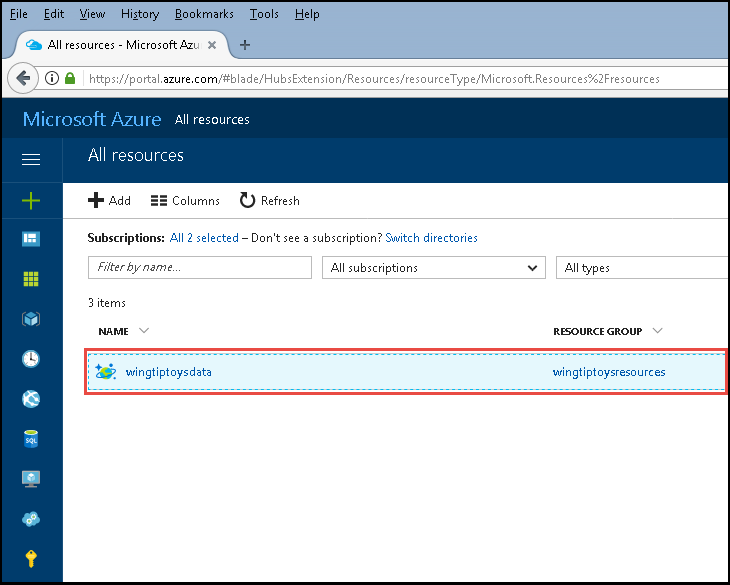 File Edit View History Bookmarks Tools Help
All resources - Microsoft Azu
https://portal.azure.com/#blade/HubsExtension/Resources/resourceType/Microsoft.Resources%2Fresources
Microsoft Azure All resources
All resources
Add Columns Refresh
Subscriptions: All 2 selected – Don't see a subscription? Switch directories
Filter by name... All subscriptions All types
3 items
NAME RESOURCE GROUP
wingtiptoysdata wingtiptoysresources
SQL